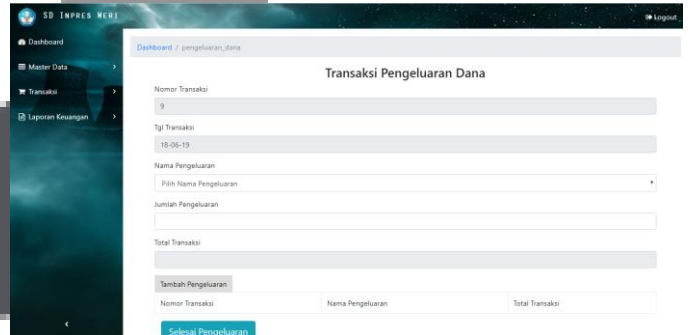 SD INPRES WERI
Logout
Dashboard
Master Data
Transaksi
Laporan Keuangan
Dashboard / pengeluaran_dana
Transaksi Pengeluaran Dana
Nomor Transaksi
9
Tgl Transaksi
18-06-19
Nama Pengeluaran
Pilih Nama Pengeluaran
Jumlah Pengeluaran
Total Transaksi
Tambah Pengeluaran
Nomor Transaksi Nama Pengeluaran Total Transaksi
Selesai Pengeluaran